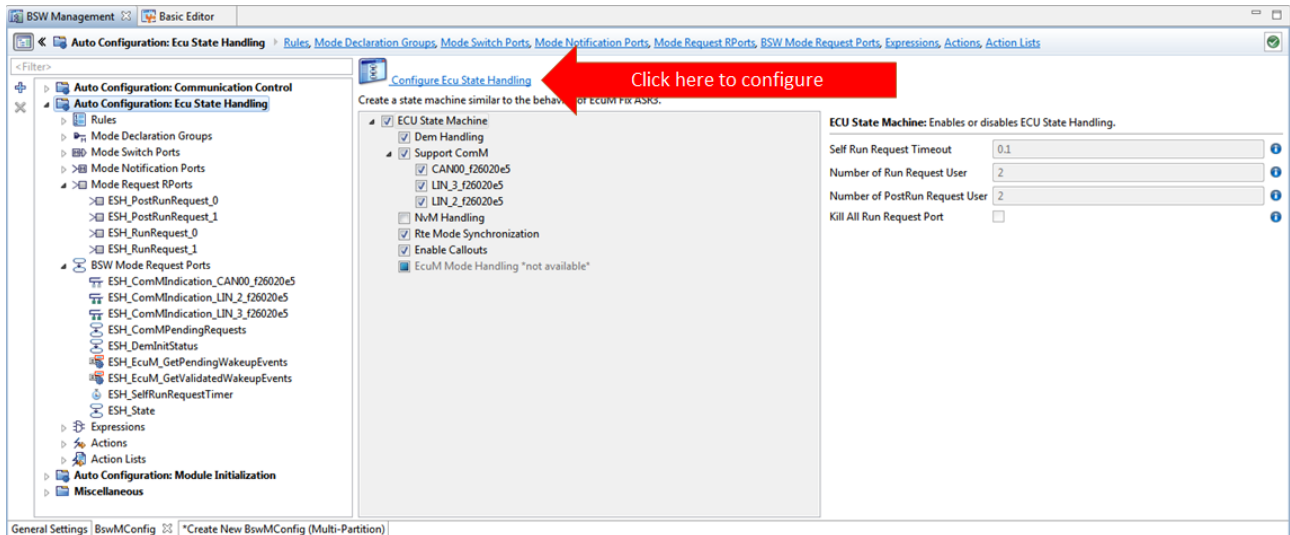 BSW Management Basic Editor
« Auto Configuration: Ecu State Handling Rules, Mode Declaration Groups, Mode Switch Ports, Mode Notification Ports, Mode Request RPorts, BSW Mode Request Ports, Expressions, Actions, Action Lists
<Filter>
Auto Configuration: Communication Control
Auto Configuration: Ecu State Handling
Rules
Mode Declaration Groups
Mode Switch Ports
Mode Notification Ports
Mode Request RPorts
ESH_PostRunRequest_0
ESH_PostRunRequest_1
ESH_RunRequest_0
ESH_RunRequest_1
BSW Mode Request Ports
ESH_ComMIndication_CAN00_f26020e5
ESH_ComMIndication_LIN_2_f26020e5
ESH_ComMIndication_LIN_3_f26020e5
ESH_ComMPendingRequests
ESH_DemInitStatus
ESH_EcuM_GetPendingWakeupEvents
ESH_EcuM_GetValidatedWakeupEvents
ESH_SelfRunRequestTimer
ESH_State
Expressions
Actions
Action Lists
Auto Configuration: Module Initialization
Miscellaneous
Configure Ecu State Handling
Click here to configure
Create a state machine similar to the behavior of EcuM Fix ASR3.
ECU State Machine
Dem Handling
Support ComM
CAN00_f26020e5
LIN_3_f26020e5
LIN_2_f26020e5
NvM Handling
Rte Mode Synchronization
Enable Callouts
EcuM Mode Handling *not available*
ECU State Machine: Enables or disables ECU State Handling.
Self Run Request Timeout 0.1
Number of Run Request User 2
Number of PostRun Request User 2
Kill All Run Request Port
General Settings BswMConfig *Create New BswMConfig (Multi-Partition)